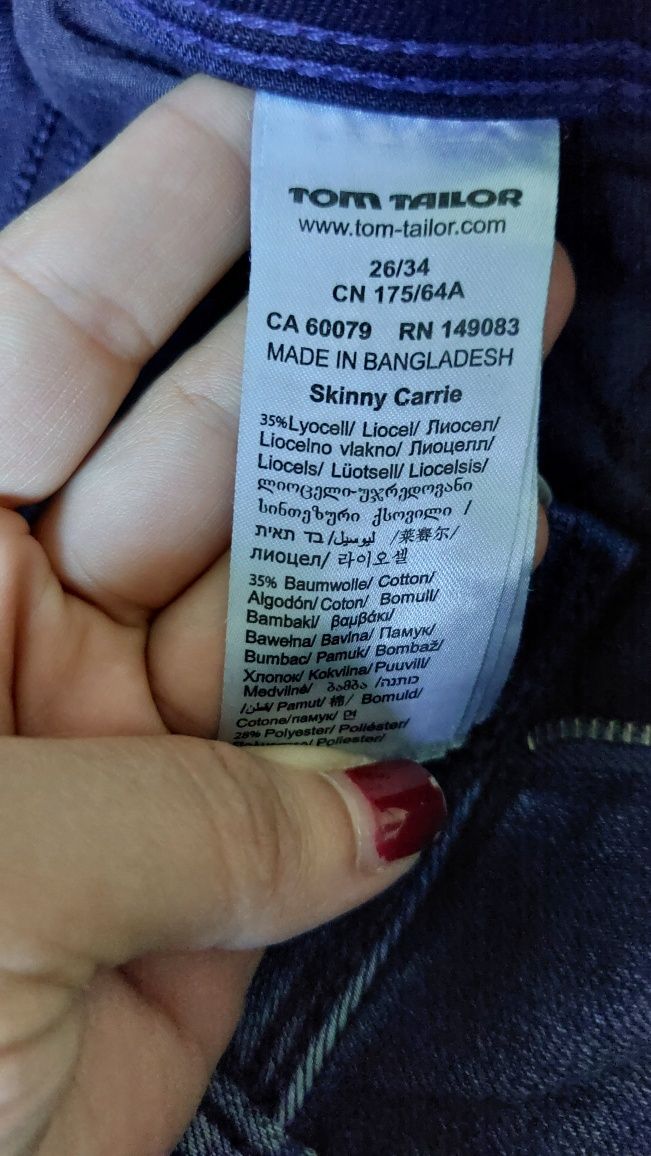 TOM TAILOR
www.tom-tailor.com
26/34
CN 175/64A
CA 60079 RN 149083
MADE IN BANGLADESH
Skinny Carrie
35%Lyocell/ Liocel/ Лиосел/
Liocelno vlakno/ Лиоцелл/
Liocels/ Lüotsell/ Liocelsis/
ლიოცელი-უჯრედოვანი
სინთეზური ქსოვილი /
בד תאית/ ليوسيل/ /莱赛尔/
лиоцел/ 라이오셀
35% Baumwolle/ Cotton/
Algodón/ Coton/ Bomull/
Bambaki/ βαμβάκι/
Bawełna/ Bavlna/ Памук/
Bumbac/ Pamuk/ Bombaž/
Хлопок/ Kokvilna/ Puuvill/
Medvilnė/ ბამბა /כותנה/
/قطن/ Pamut/ 棉/ Bomuld/
Cotone/памук/ 면
28% Polyester/ Poliéster/
Poliester/